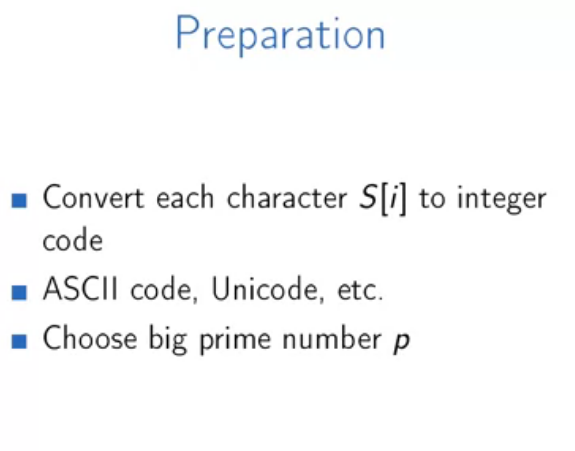 Preparation
Convert each character S[i] to integer
code
ASCII code, Unicode, etc.
Choose big prime number p